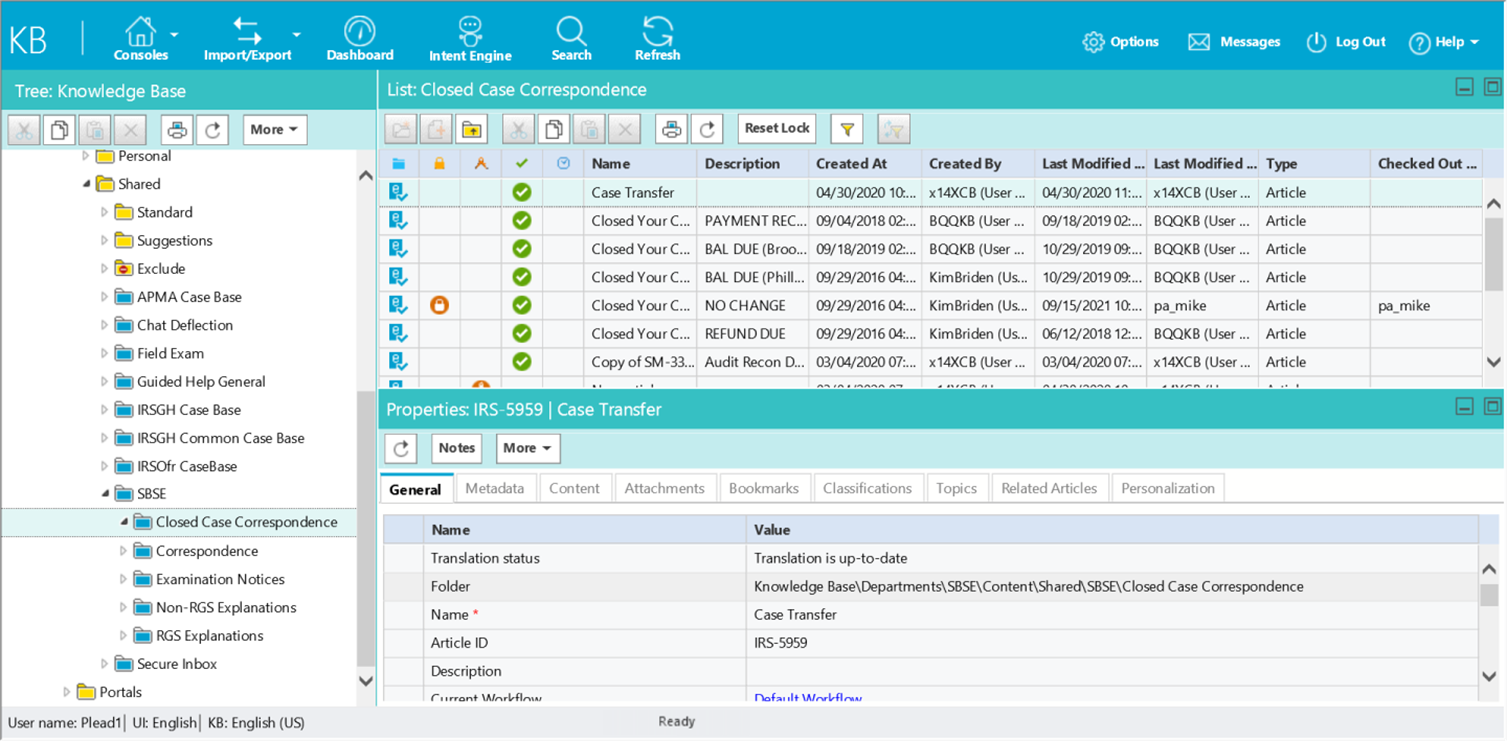 KB Consoles Import/Export Dashboard Intent Engine Search Refresh Options Messages Log Out Help
Tree: Knowledge Base
More
Personal
Shared
Standard
Suggestions
Exclude
APMA Case Base
Chat Deflection
Field Exam
Guided Help General
IRSGH Case Base
IRSGH Common Case Base
IRSOfr CaseBase
SBSE
Closed Case Correspondence
Correspondence
Examination Notices
Non-RGS Explanations
RGS Explanations
Secure Inbox
Portals
List: Closed Case Correspondence
Reset Lock
Name Description Created At Created By Last Modified ... Last Modified ... Type Checked Out ...
Case Transfer 04/30/2020 10:... x14XCB (User ... 04/30/2020 11:... x14XCB (User ... Article
Closed Your C... PAYMENT REC... 09/04/2018 02:... BQQKB (User ... 09/18/2019 02:... BQQKB (User ... Article
Closed Your C... BAL DUE (Broo... 09/18/2019 02:... BQQKB (User ... 10/29/2019 09:... BQQKB (User ... Article
Closed Your C... BAL DUE (Phill... 09/29/2016 04:... KimBriden (Us... 10/29/2019 09:... BQQKB (User ... Article
Closed Your C... NO CHANGE 09/29/2016 04:... KimBriden (Us... 09/15/2021 10:... pa_mike Article pa_mike
Closed Your C... REFUND DUE 09/29/2016 04:... KimBriden (Us... 06/12/2018 12:... BQQKB (User ... Article
Copy of SM-33... Audit Recon D... 03/04/2020 07:... x14XCB (User ... 03/04/2020 07:... x14XCB (User ... Article
Properties: IRS-5959 | Case Transfer
Notes More
General Metadata Content Attachments Bookmarks Classifications Topics Related Articles Personalization
Name Value
Translation status Translation is up-to-date
Folder Knowledge Base\Departments\SBSE\Content\Shared\SBSE\Closed Case Correspondence
Name * Case Transfer
Article ID IRS-5959
Description
Current Workflow Default Workflow
User name: Plead1| UI: English| KB: English (US) Ready